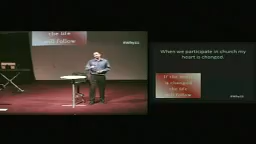 the life
will follow
#WhyGG
When we participate in church my
heart is changed.
If the heart
is changed
the life
will follow